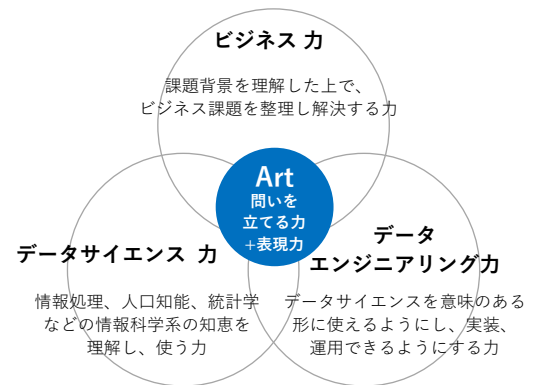 ビジネス 力
課題背景を理解した上で、
ビジネス課題を整理し解決する力
Art
問いを
立てる力
+表現力
データサイエンス 力
情報処理、人口知能、統計学
などの情報科学系の知恵を
理解し、使う力
データ
エンジニアリング力
データサイエンスを意味のある
形に使えるようにし、実装、
運用できるようにする力